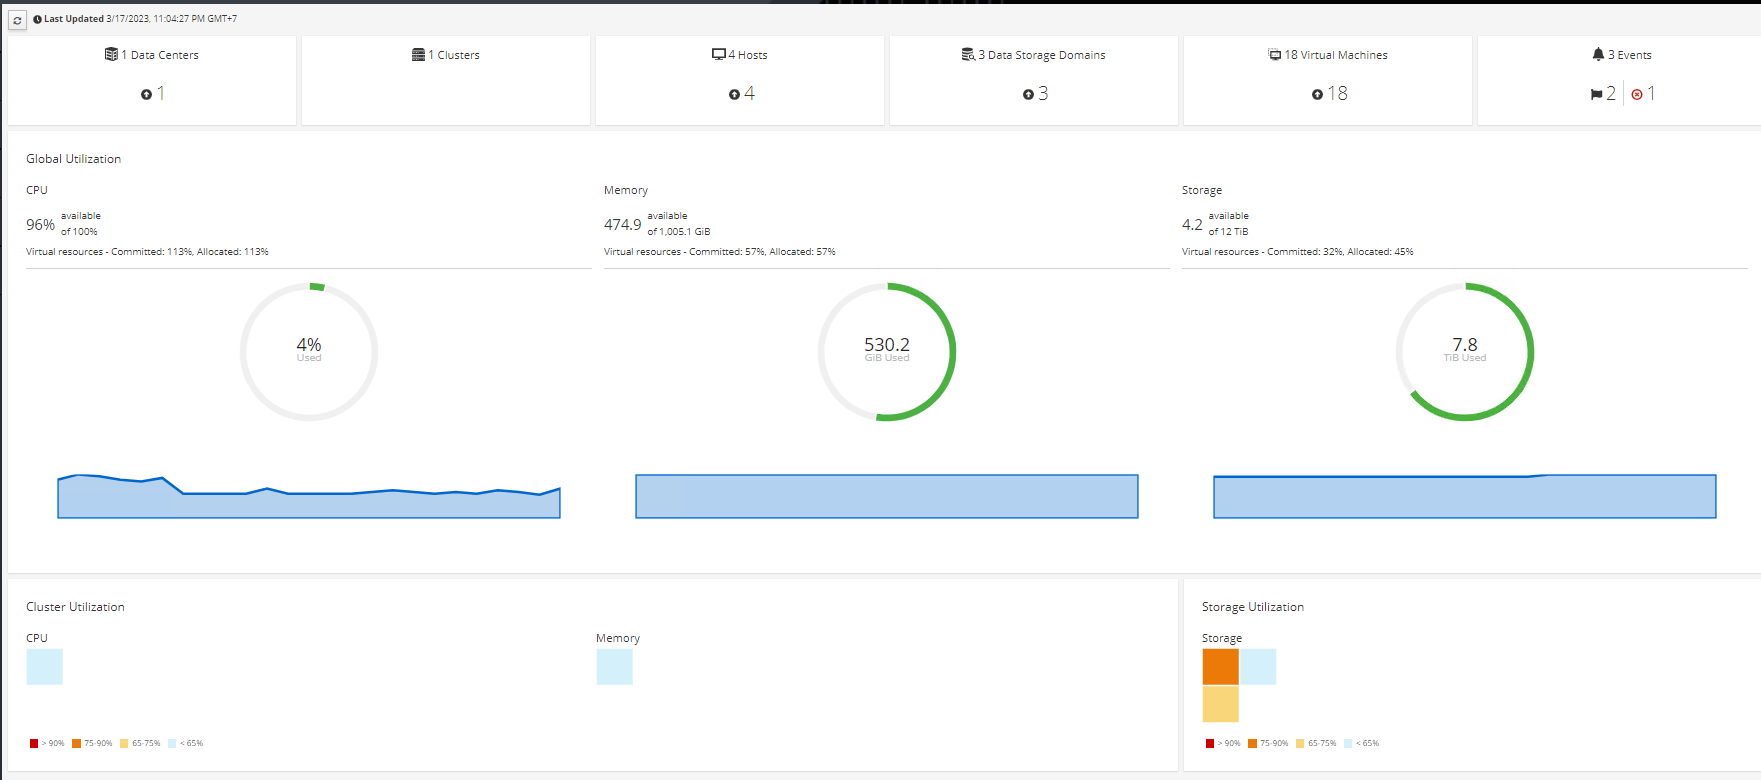 Last Updated 3/17/2023, 11:04:27 PM GMT+7
1 Data Centers
1
1 Clusters
4 Hosts
4
3 Data Storage Domains
3
18 Virtual Machines
18
3 Events
2 1
Global Utilization
CPU
96% available
of 100%
Virtual resources - Committed: 113%, Allocated: 113%
4%
Used
Memory
474.9 available
of 1,005.1 GiB
Virtual resources - Committed: 57%, Allocated: 57%
530.2
GiB Used
Storage
4.2 available
of 12 TiB
Virtual resources - Committed: 32%, Allocated: 45%
7.8
TiB Used
Cluster Utilization
CPU
Memory
> 90% 75-90% 65-75% < 65%
Storage Utilization
Storage
> 90% 75-90% 65-75% < 65%